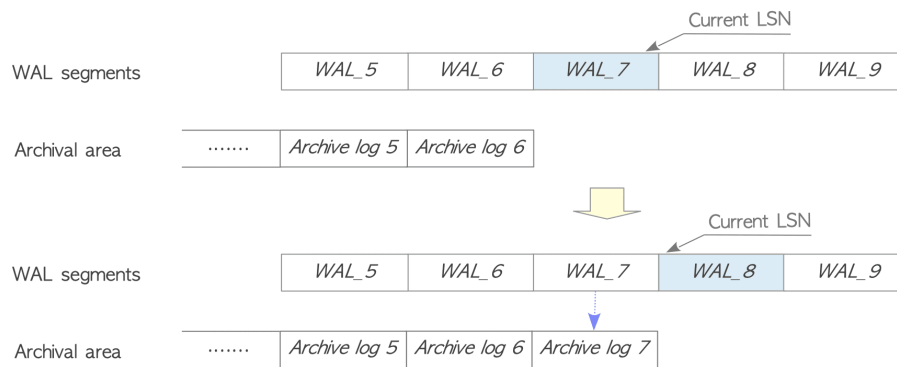 Current LSN
WAL segments WAL_5 WAL_6 WAL_7 WAL_8 WAL_9
Archival area ....... Archive log 5 Archive log 6
Current LSN
WAL segments WAL_5 WAL_6 WAL_7 WAL_8 WAL_9
Archival area ....... Archive log 5 Archive log 6 Archive log 7